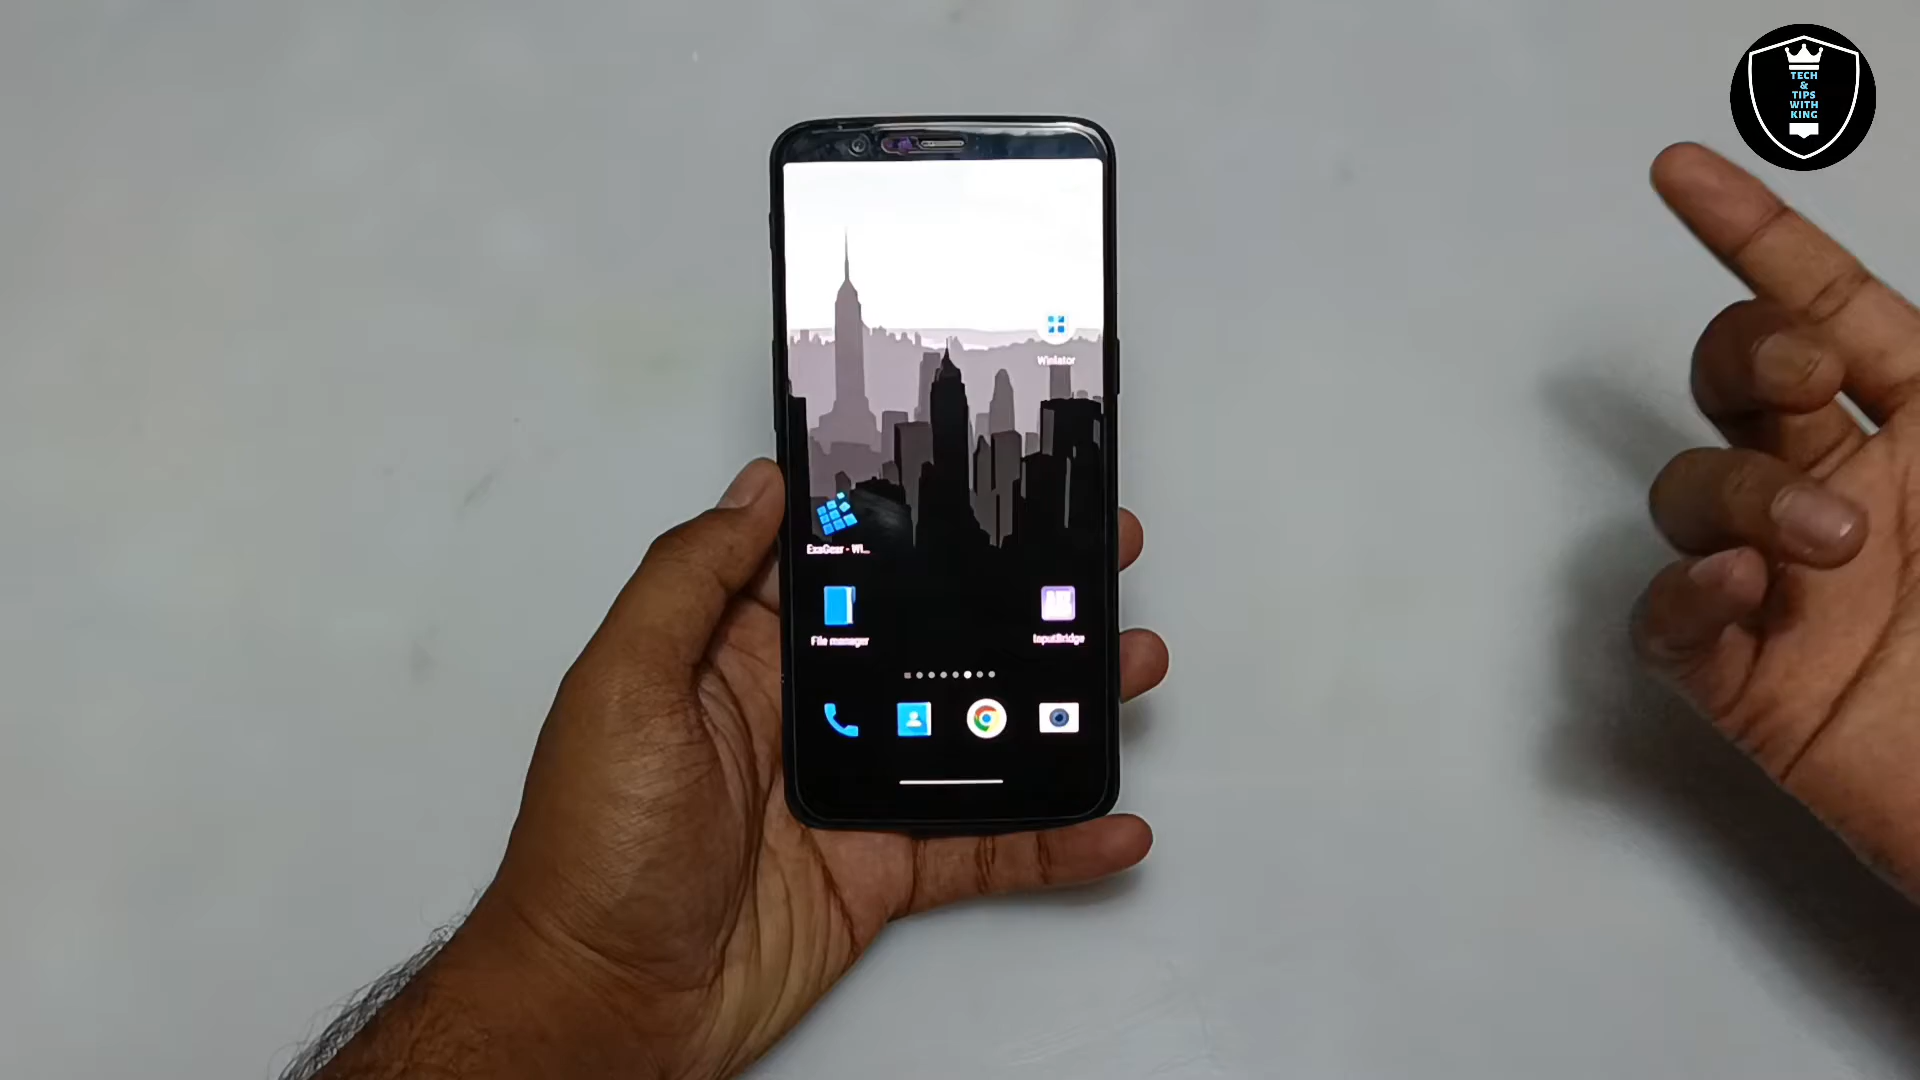 TECH
&
TIPS
WITH
KING
Winlator
ExaGear - Wi...
File manager
InputBridge